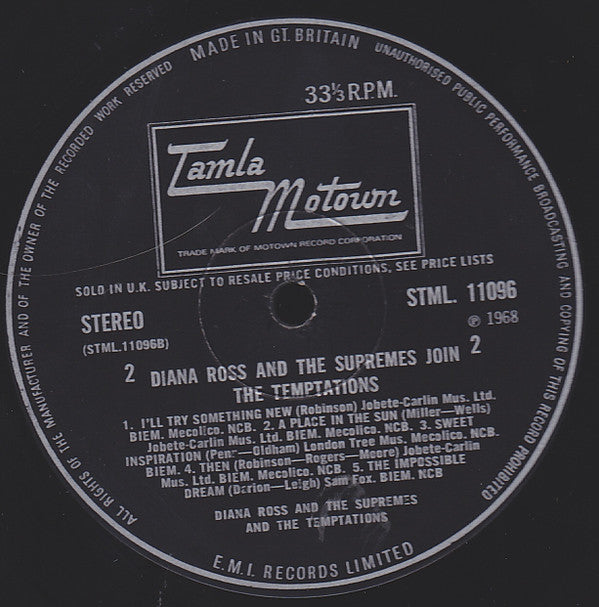 MADE IN GT. BRITAIN
UNAUTHORISED PUBLIC PERFORMANCE BROADCASTING AND COPYING OF THIS RECORD PROHIBITED
ALL RIGHTS OF THE MANUFACTURER AND OF THE OWNER OF THE RECORDED WORK RESERVED
33⅓ R.P.M.
Tamla
Motown
TRADE MARK OF MOTOWN RECORD CORPORATION
SOLD IN U.K. SUBJECT TO RESALE PRICE CONDITIONS, SEE PRICE LISTS
STEREO
STML. 11096
(STML.11096B)
℗ 1968
2 DIANA ROSS AND THE SUPREMES JOIN 2
THE TEMPTATIONS
1. I'LL TRY SOMETHING NEW (Robinson) Jobete-Carlin Mus. Ltd.
BIEM. Mecolico. NCB. 2. A PLACE IN THE SUN (Miller—Wells)
Jobete-Carlin Mus. Ltd. BIEM. Mecolico. NCB. 3. SWEET
INSPIRATION (Penn—Oldham) London Tree Mus. Mecolico. NCB.
BIEM. 4. THEN (Robinson—Rogers—Moore) Jobete-Carlin
Mus. Ltd. BIEM. Mecolico. NCB. 5. THE IMPOSSIBLE
DREAM (Darion—Leigh) Sam Fox. BIEM. NCB
DIANA ROSS AND THE SUPREMES
AND THE TEMPTATIONS
E.M.I. RECORDS LIMITED